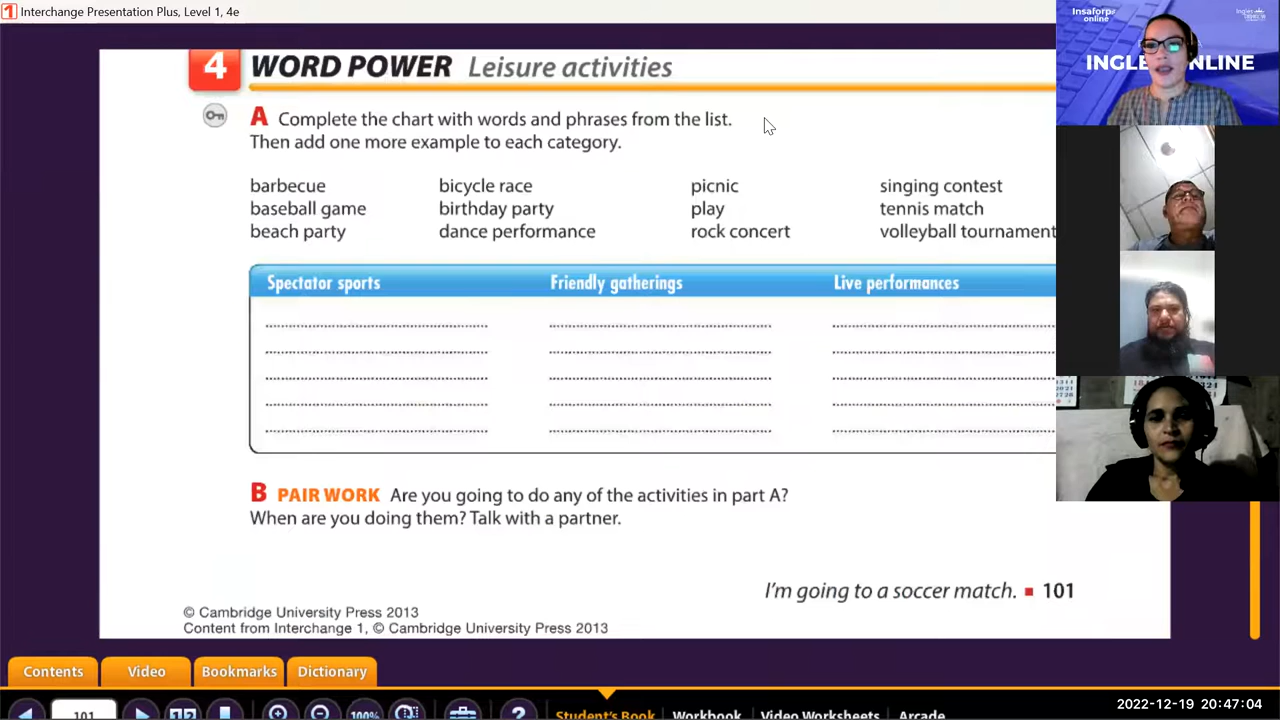 Interchange Presentation Plus, Level 1, 4e
4 WORD POWER Leisure activities
A Complete the chart with words and phrases from the list.
Then add one more example to each category.
barbecue bicycle race picnic singing contest
baseball game birthday party play tennis match
beach party dance performance rock concert volleyball tournament
Spectator sports Friendly gatherings Live performances
B PAIR WORK Are you going to do any of the activities in part A?
When are you doing them? Talk with a partner.
I'm going to a soccer match. 101
© Cambridge University Press 2013
Content from Interchange 1, © Cambridge University Press 2013
Contents Video Bookmarks Dictionary
101 100% Student's Book Workbook Video Worksheets Arcade
Insaforp
online
INGLE NLINE
2022-12-19 20:47:04